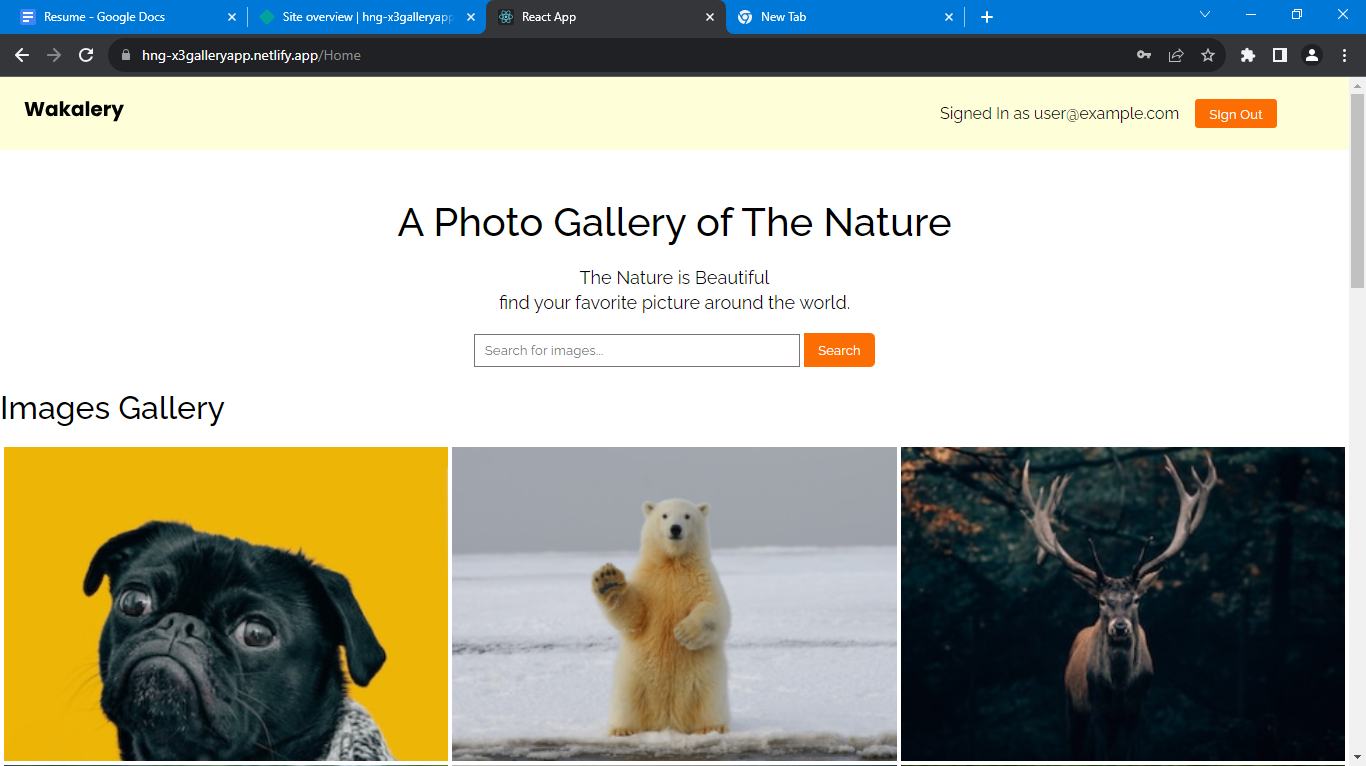 Resume - Google Docs
Site overview | hng-x3galleryapp
React App
New Tab
hng-x3galleryapp.netlify.app/Home
Wakalery
Signed In as user@example.com
SIgn Out
A Photo Gallery of The Nature
The Nature is Beautiful
find your favorite picture around the world.
Search for images...
Search
Images Gallery